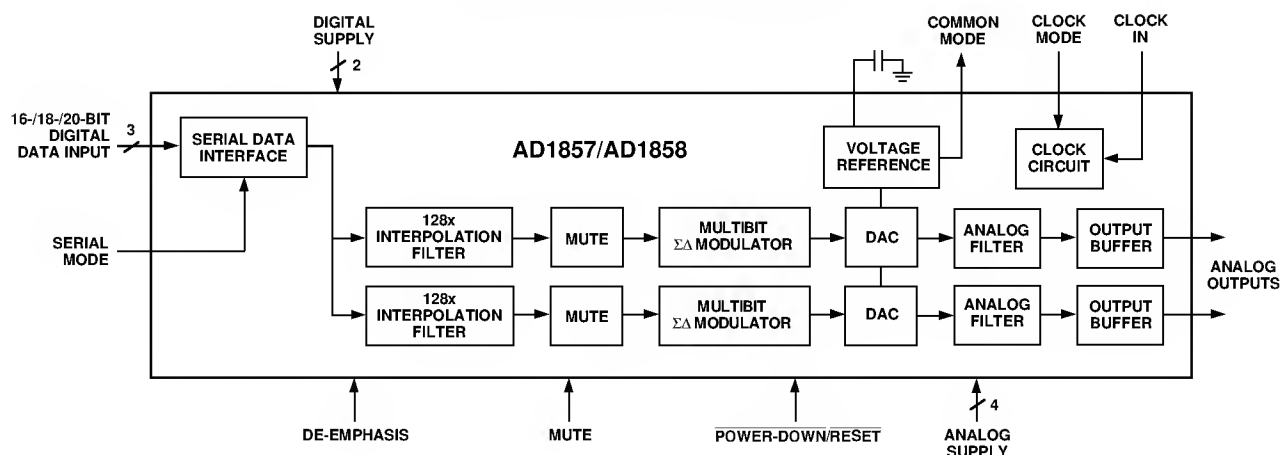 DIGITAL
SUPPLY
2
COMMON
MODE
CLOCK
MODE
CLOCK
IN
16-/18-/20-BIT
DIGITAL
DATA INPUT
3
SERIAL DATA
INTERFACE
AD1857/AD1858
VOLTAGE
REFERENCE
CLOCK
CIRCUIT
SERIAL
MODE
128x
INTERPOLATION
FILTER
MUTE
MULTIBIT
ΣΔ MODULATOR
DAC
ANALOG
FILTER
OUTPUT
BUFFER
ANALOG
OUTPUTS
128x
INTERPOLATION
FILTER
MUTE
MULTIBIT
ΣΔ MODULATOR
DAC
ANALOG
FILTER
OUTPUT
BUFFER
DE-EMPHASIS
MUTE
POWER-DOWN/RESET
4
ANALOG
SUPPLY